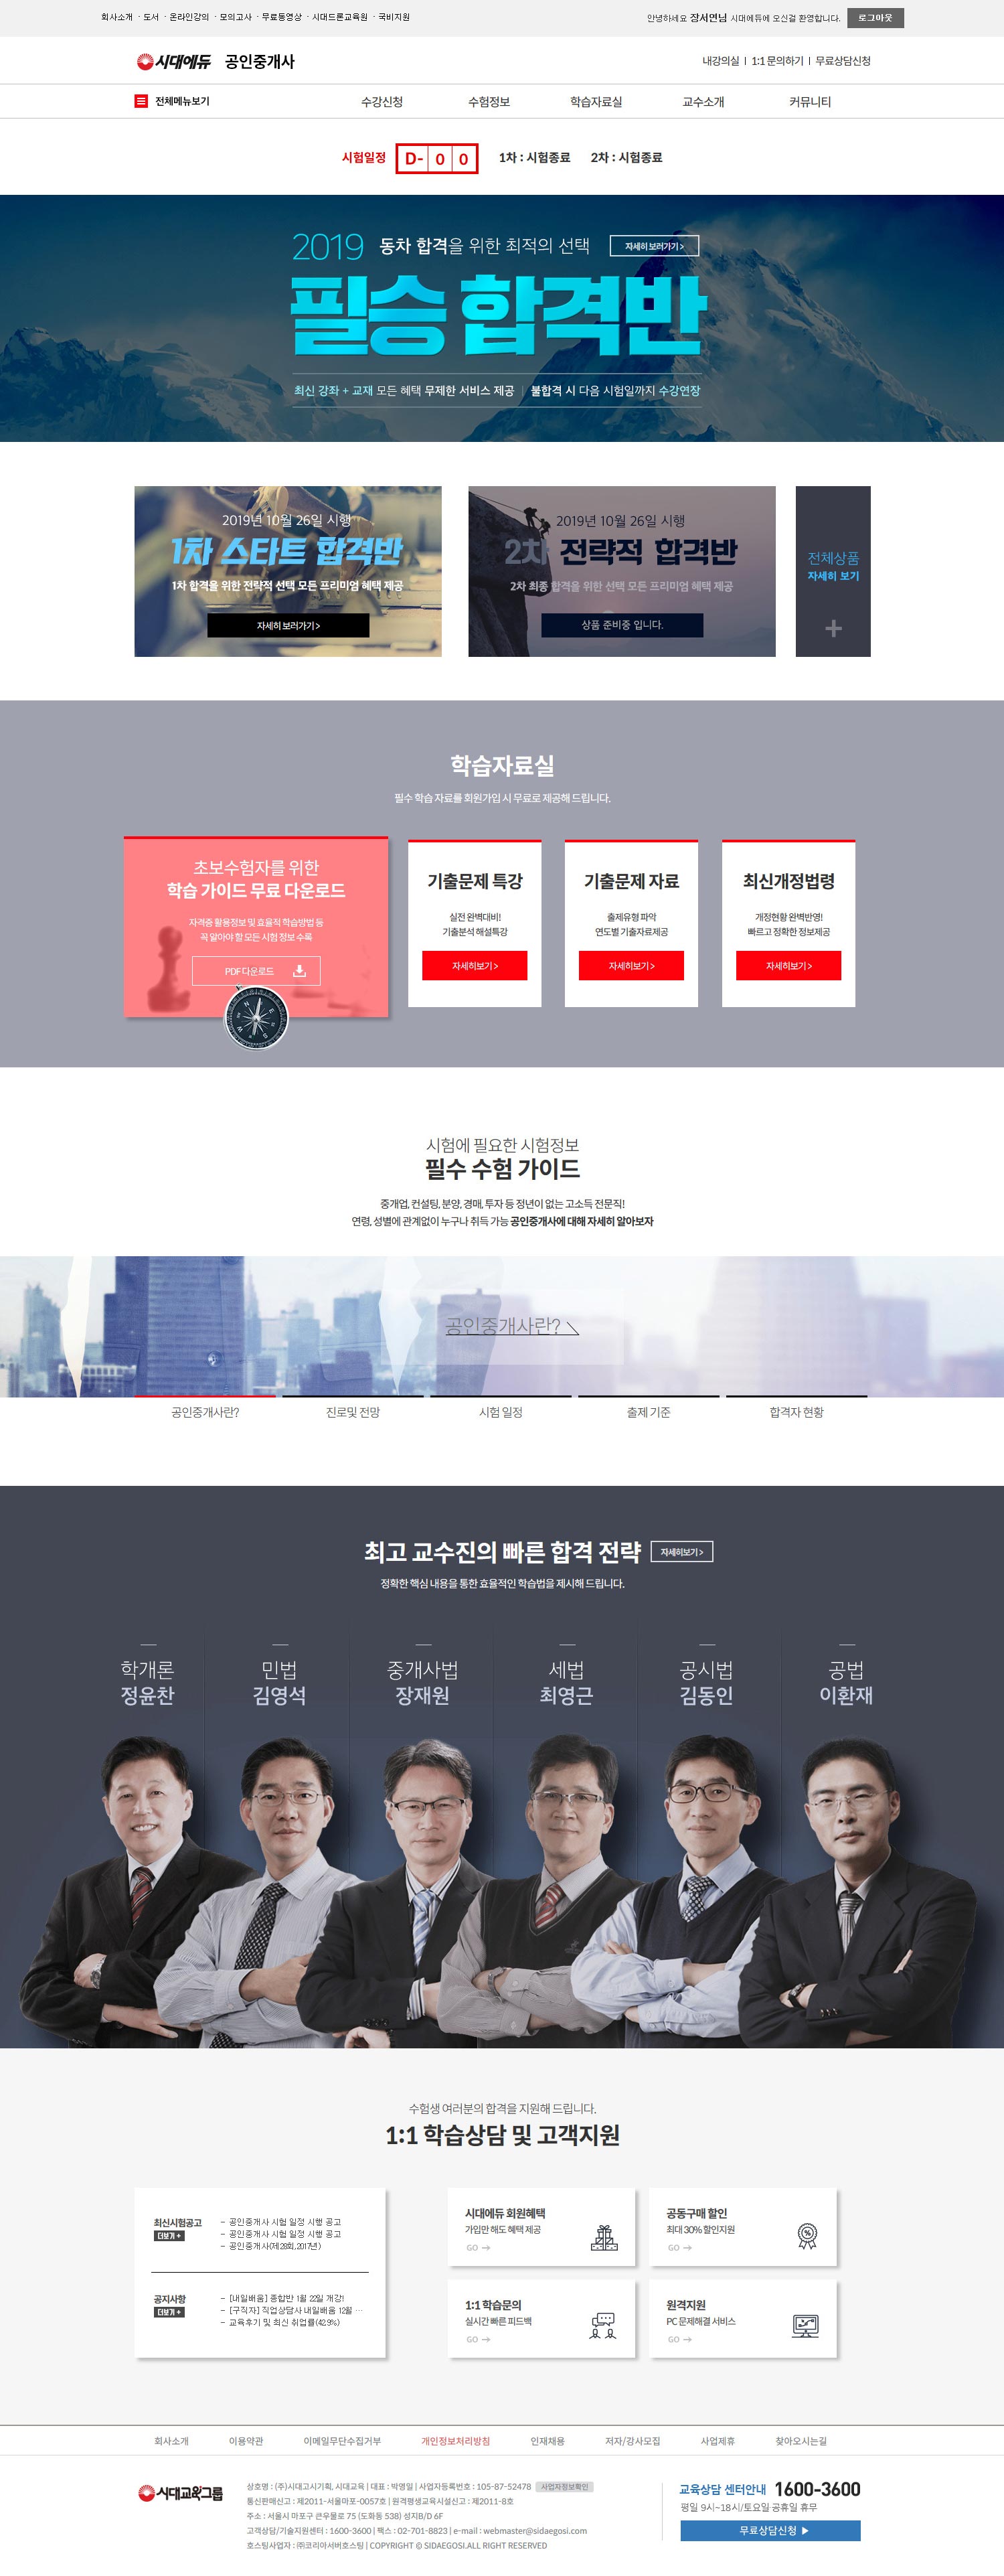 회사소개 · 도서 · 온라인강의 · 모의고사 · 무료동영상 · 시대드론교육원 · 국비지원
안녕하세요 장서연님 시대에듀에 오신걸 환영합니다. 로그아웃
시대에듀 공인중개사
내강의실 | 1:1 문의하기 | 무료상담신청
전체메뉴보기 수강신청 수험정보 학습자료실 교수소개 커뮤니티
시험일정 D- 0 0 1차 : 시험종료 2차 : 시험종료
2019 동차 합격을 위한 최적의 선택 자세히 보러가기 >
필승 합격반
최신 강좌 + 교재 모든 혜택 무제한 서비스 제공 | 불합격 시 다음 시험일까지 수강연장
2019년 10월 26일 시행
1차 스타트 합격반
1차 합격을 위한 전략적 선택 모든 프리미엄 혜택 제공
자세히 보러가기 >
2019년 10월 26일 시행
2차 전략적 합격반
2차 최종 합격을 위한 선택 모든 프리미엄 혜택 제공
상품 준비중 입니다.
전체상품
자세히 보기
+
학습자료실
필수 학습 자료를 회원가입 시 무료로 제공해 드립니다.
초보수험자를 위한
학습 가이드 무료 다운로드
자격증 활용정보 및 효율적 학습방법 등
꼭 알아야 할 모든 시험 정보 수록
PDF 다운로드
기출문제 특강
실전 완벽대비!
기출분석 해설특강
자세히보기 >
기출문제 자료
출제유형 파악
연도별 기출자료제공
자세히보기 >
최신개정법령
개정현황 완벽반영!
빠르고 정확한 정보제공
자세히보기 >
시험에 필요한 시험정보
필수 수험 가이드
중개업, 컨설팅, 분양, 경매, 투자 등 정년이 없는 고소득 전문직!
연령, 성별에 관계없이 누구나 취득 가능 공인중개사에 대해 자세히 알아보자
공인중개사란?
공인중개사란? 진로및 전망 시험 일정 출제 기준 합격자 현황
최고 교수진의 빠른 합격 전략 자세히보기 >
정확한 핵심 내용을 통한 효율적인 학습법을 제시해 드립니다.
학개론 민법 중개사법 세법 공시법 공법
정윤찬 김영석 장재원 최영근 김동인 이환재
수험생 여러분의 합격을 지원해 드립니다.
1:1 학습상담 및 고객지원
최신시험공고
더보기 +
- 공인중개사 시험 일정 시행 공고
- 공인중개사 시험 일정 시행 공고
- 공인중개사(제28회,2017년)
공지사항
더보기 +
- [내일배움] 종합반 1월 22일 개강!
- [구직자] 직업상담사 내일배움 12월 ···
- 교육후기 및 최신 취업률(42.9%)
시대에듀 회원혜택
가입만 해도 혜택 제공
GO →
공동구매 할인
최대 30% 할인지원
GO →
1:1 학습문의
실시간 빠른 피드백
GO →
원격지원
PC 문제해결 서비스
GO →
회사소개 이용약관 이메일무단수집거부 개인정보처리방침 인재채용 저자/강사모집 사업제휴 찾아오시는길
시대교육그룹
상호명 : (주)시대고시기획, 시대교육 | 대표 : 박영일 | 사업자등록번호 : 105-87-52478 사업자정보확인
통신판매신고 : 제2011-서울마포-0057호 | 원격평생교육시설신고 : 제2011-8호
주소 : 서울시 마포구 큰우물로 75 (도화동 538) 성지B/D 6F
고객상담/기술지원센터 : 1600-3600 | 팩스 : 02-701-8823 | e-mail : webmaster@sidaegosi.com
호스팅사업자 : ㈜코리아서버호스팅 | COPYRIGHT © SIDAEGOSI.ALL RIGHT RESERVED
교육상담 센터안내 1600-3600
평일 9시~18시/토요일 공휴일 휴무
무료상담신청 ▶